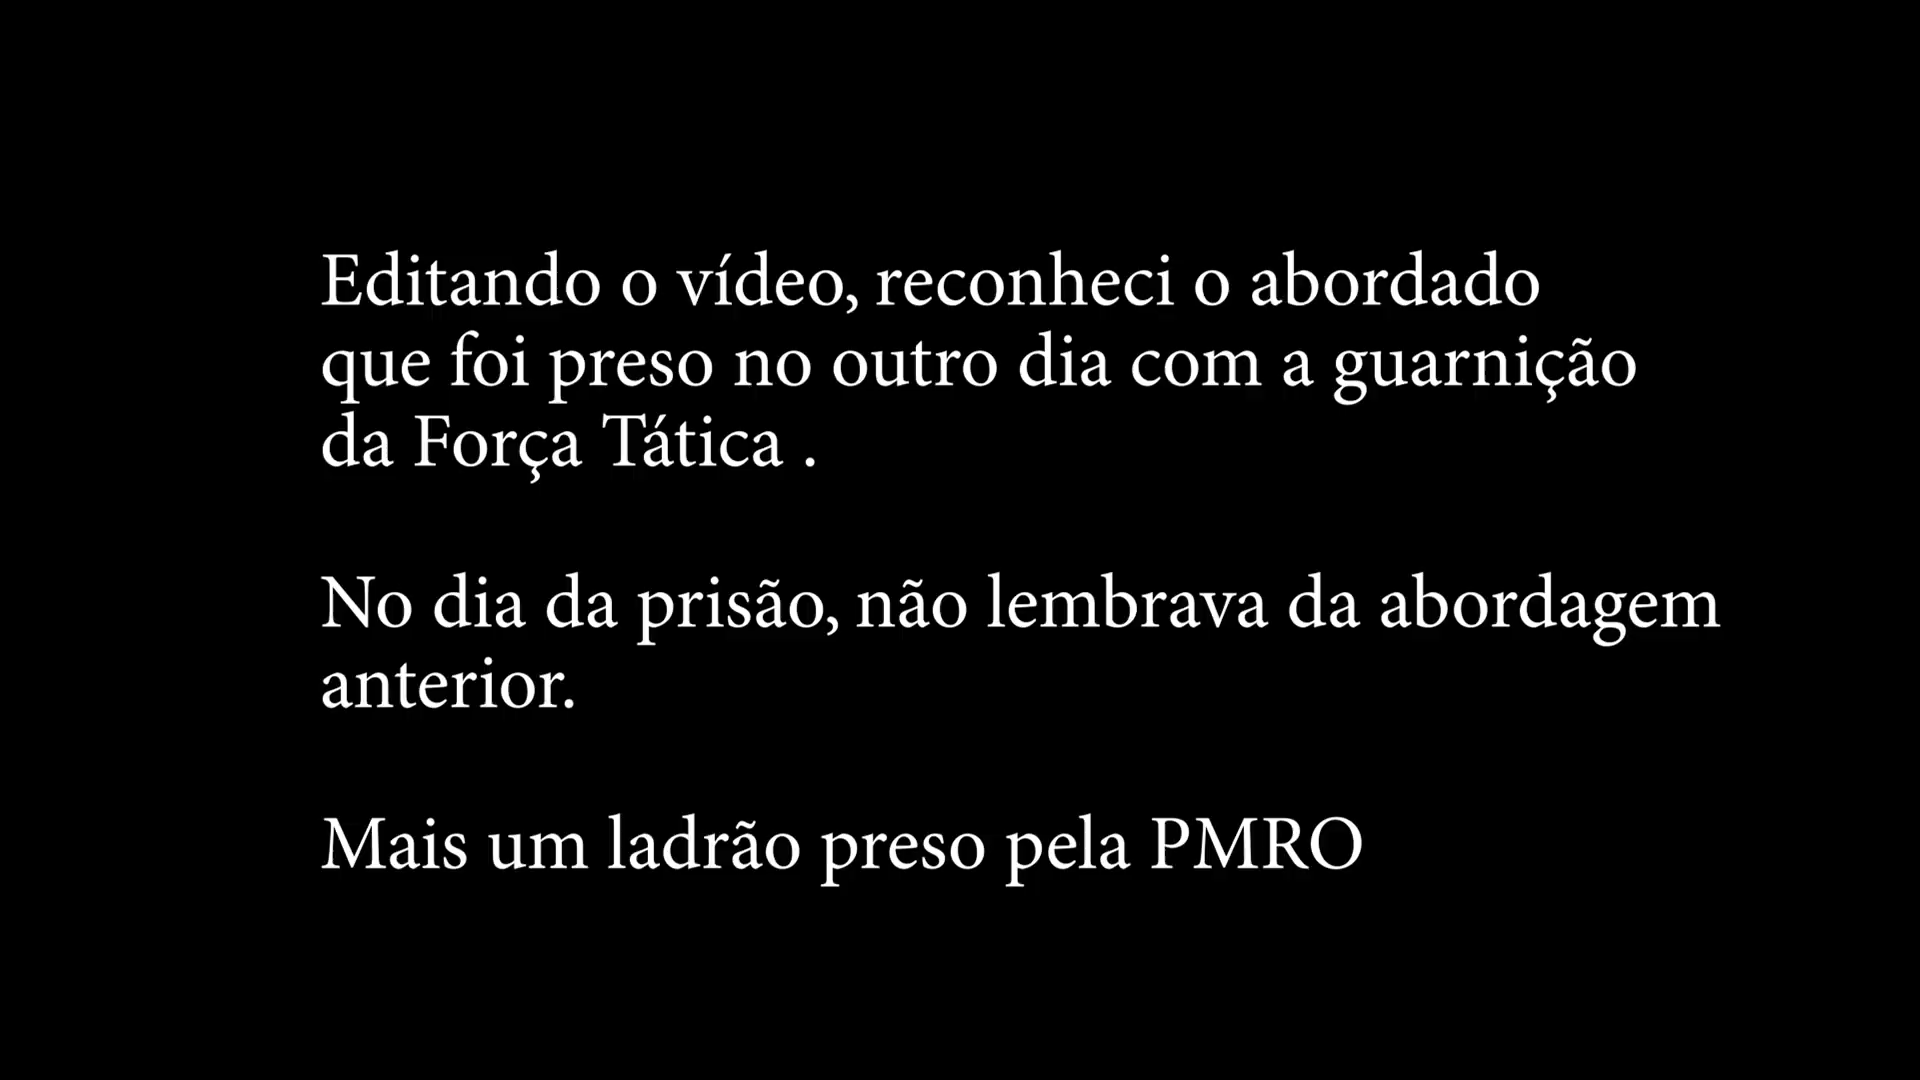 Editando o vídeo, reconheci o abordado
que foi preso no outro dia com a guarnição
da Força Tática .
No dia da prisão, não lembrava da abordagem
anterior.
Mais um ladrão preso pela PMRO